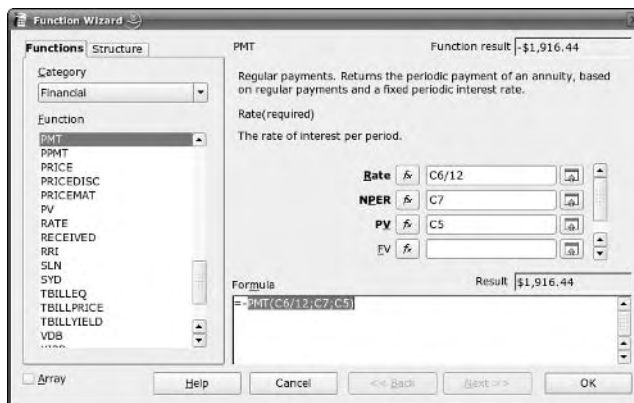 Function Wizard
Functions
Structure
PMT
Function result
-$1,916.44
Category
Financial
Function
PMT
PPMT
PRICE
PRICEDISC
PRICEMAT
PV
RATE
RECEIVED
RRI
SLN
SYD
TBILLEQ
TBILLPRICE
TBILLYIELD
VDB
Regular payments. Returns the periodic payment of an annuity, based
on regular payments and a fixed periodic interest rate.
Rate(required)
The rate of interest per period.
Rate fx C6/12
NPER fx C7
PV fx C5
FV fx
Formula
Result $1,916.44
=-PMT(C6/12;C7;C5)
Array
Help
Cancel
<< Back
Next >>
OK